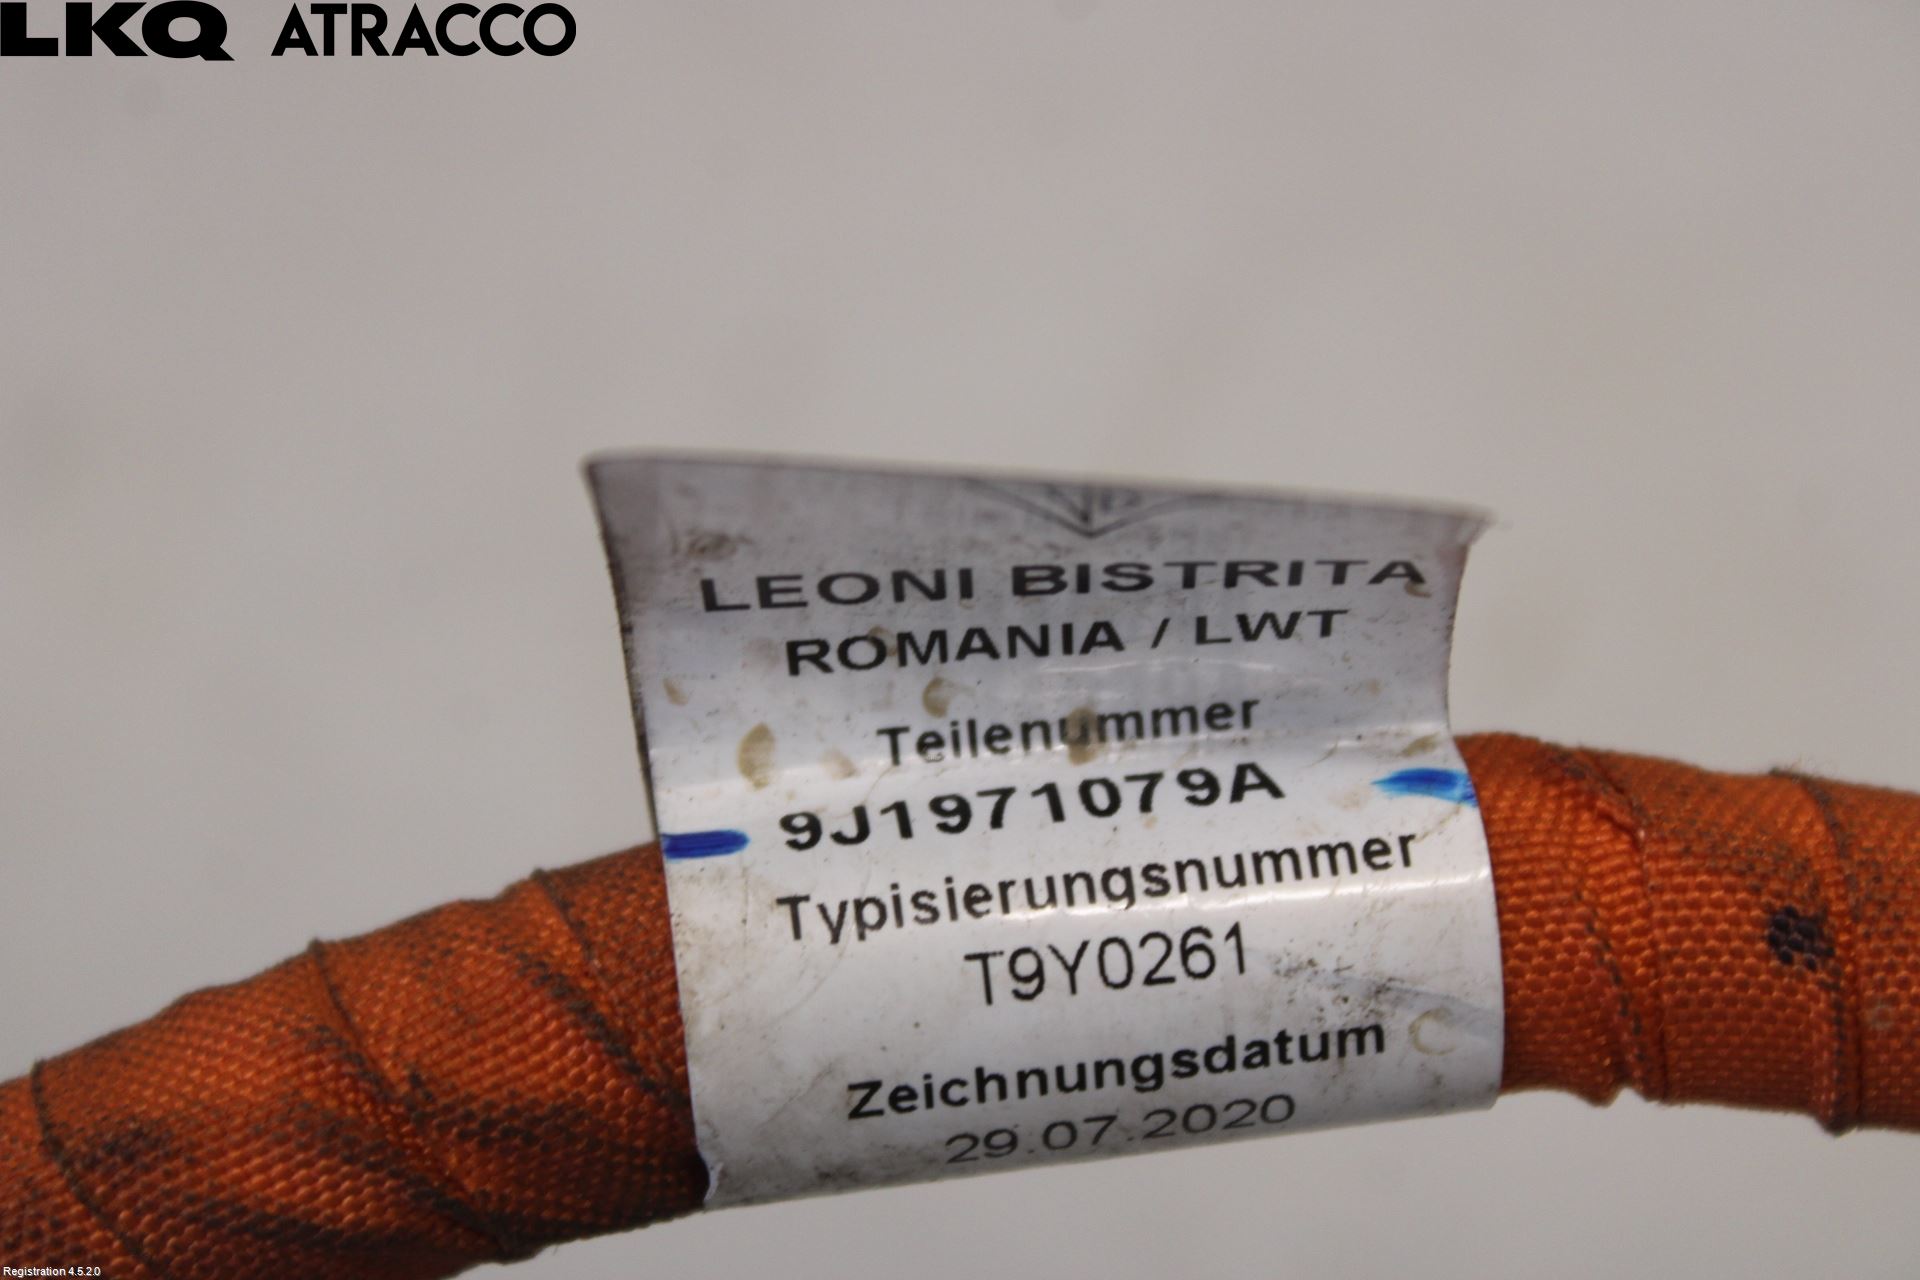 LKQ ATRACCO
LEONI BISTRITA
ROMANIA / LWT
Teilenummer
9J1971079A
Typisierungsnummer
T9Y0261
Zeichnungsdatum
29.07.2020
Registration 4.5.2.0